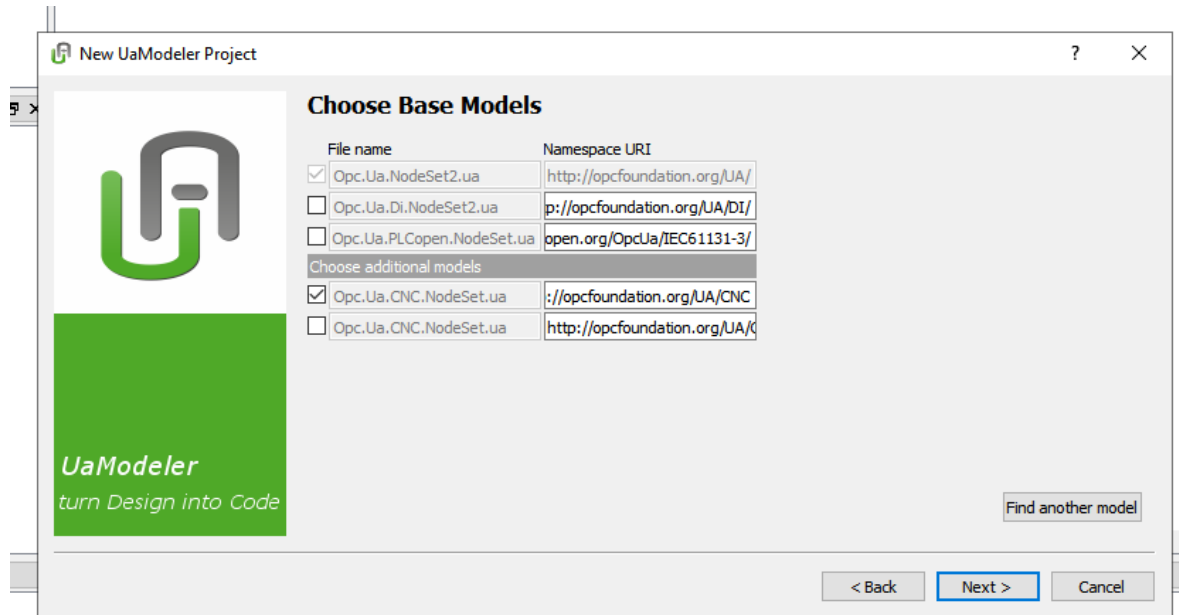 New UaModeler Project
?
Choose Base Models
File name Namespace URI
Opc.Ua.NodeSet2.ua http://opcfoundation.org/UA/
Opc.Ua.Di.NodeSet2.ua p://opcfoundation.org/UA/DI/
Opc.Ua.PLCopen.NodeSet.ua open.org/OpcUa/IEC61131-3/
Choose additional models
Opc.Ua.CNC.NodeSet.ua ://opcfoundation.org/UA/CNC
Opc.Ua.CNC.NodeSet.ua http://opcfoundation.org/UA/C
UaModeler
turn Design into Code
Find another model
< Back Next > Cancel